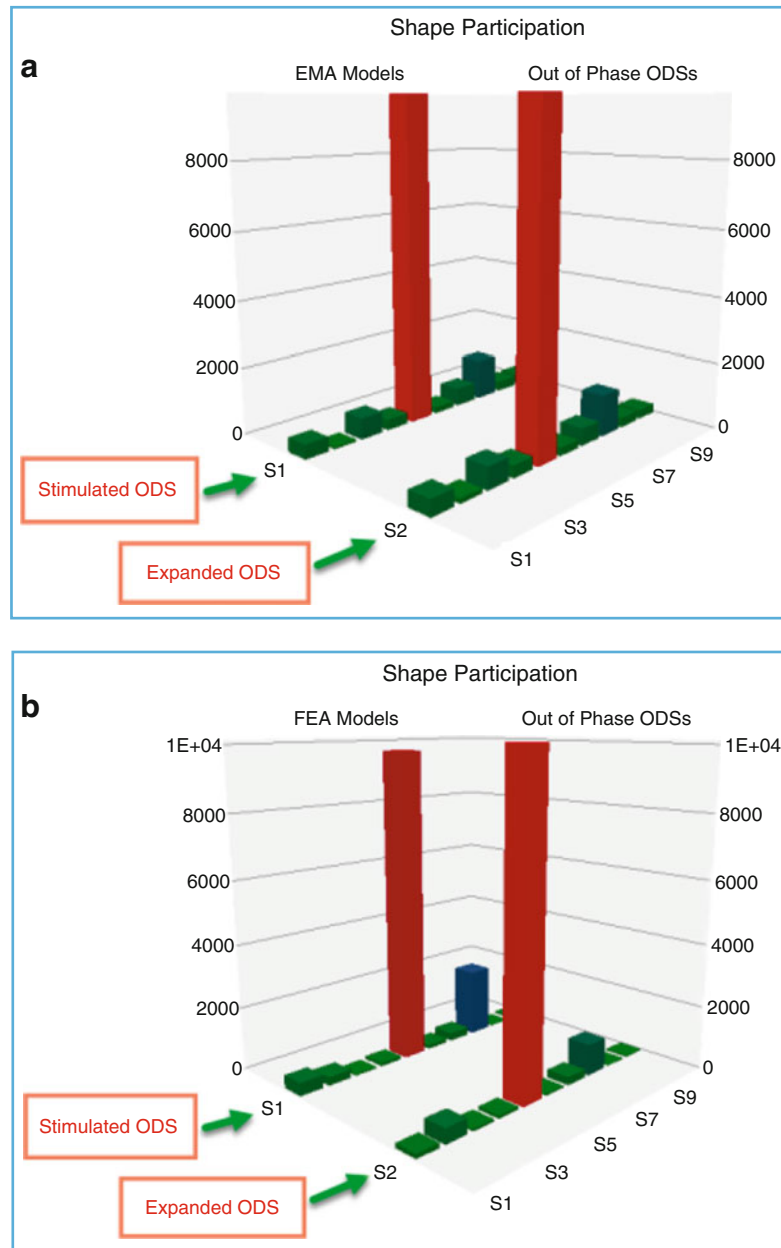 Shape Participation
a
EMA Models
Out of Phase ODSs
8000
8000
6000
6000
4000
4000
2000
2000
0
0
S1
S9
Stimulated ODS
S7
S5
S2
S3
Expanded ODS
S1
Shape Participation
b
FEA Models
Out of Phase ODSs
1E+04
1E+04
8000
8000
6000
6000
4000
4000
2000
2000
0
0
S1
S9
Stimulated ODS
S7
S5
S2
S3
Expanded ODS
S1